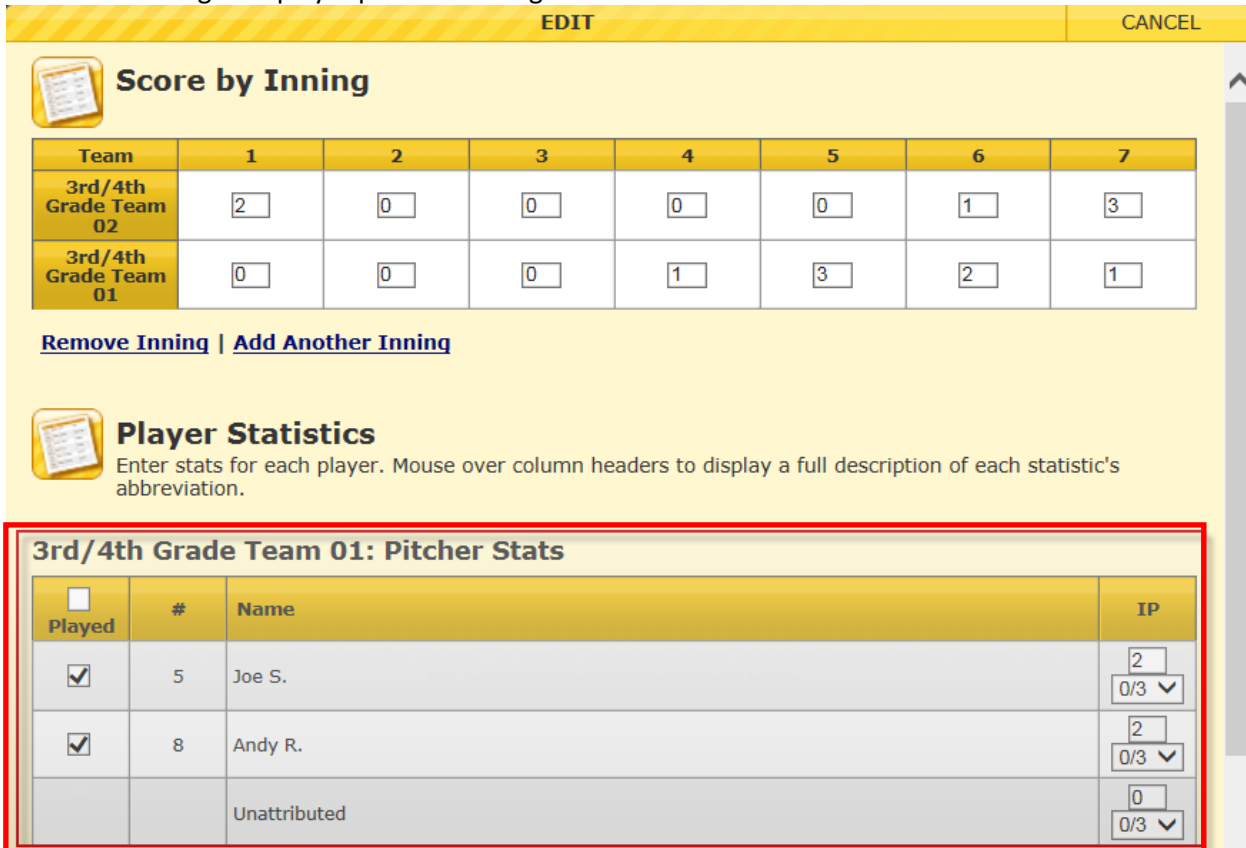 EDIT CANCEL
Score by Inning
Team 1 2 3 4 5 6 7
3rd/4th
Grade Team
02
2 0 0 0 0 1 3
3rd/4th
Grade Team
01
0 0 0 1 3 2 1
Remove Inning | Add Another Inning
Player Statistics
Enter stats for each player. Mouse over column headers to display a full description of each statistic's
abbreviation.
3rd/4th Grade Team 01: Pitcher Stats
Played # Name IP
5 Joe S. 2
0/3
8 Andy R. 2
0/3
Unattributed 0
0/3